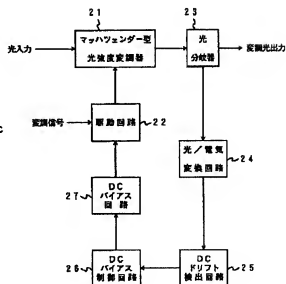 21
23
光入力
マッハツェンダー型
光強度変調器
光
分岐器
変調光出力
C
変調信号
駆動回路
22
光／電気
変換回路
24
27
DC
バイアス
回路
26
DC
バイアス
制御回路
DC
ドリフト
検出回路
25